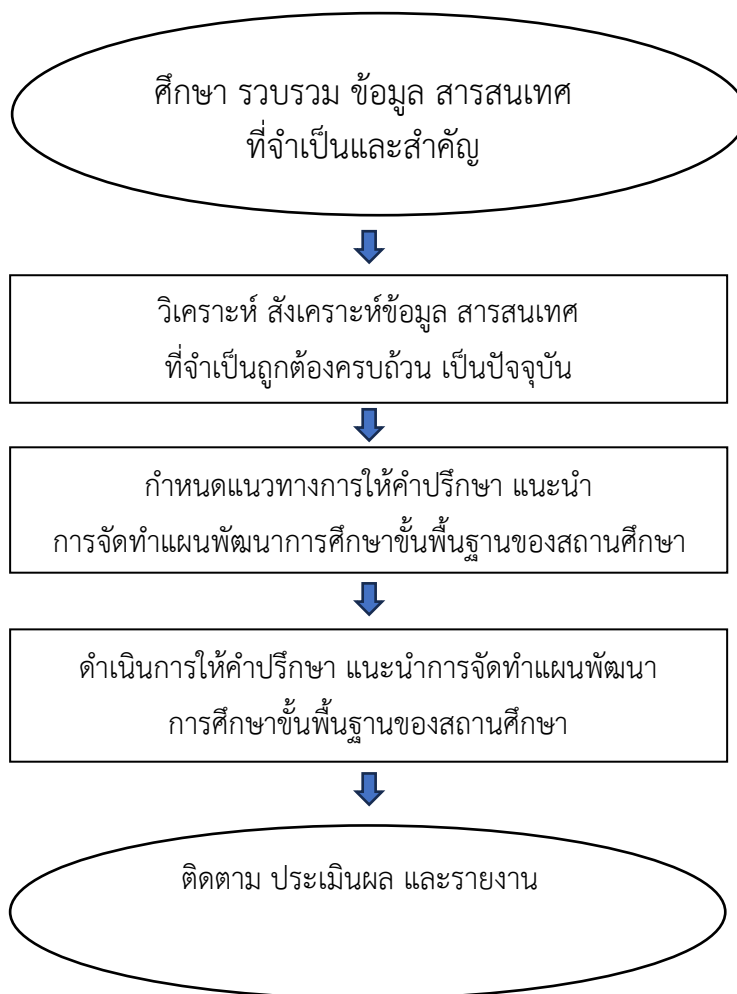 ศึกษา รวบรวม ข้อมูล สารสนเทศ
ที่จำเป็นและสำคัญ
วิเคราะห์ สังเคราะห์ข้อมูล สารสนเทศ
ที่จำเป็นถูกต้องครบถ้วน เป็นปัจจุบัน
กำหนดแนวทางการให้คำปรึกษา แนะนำ
การจัดทำแผนพัฒนาการศึกษาขั้นพื้นฐานของสถานศึกษา
ดำเนินการให้คำปรึกษา แนะนำการจัดทำแผนพัฒนา
การศึกษาขั้นพื้นฐานของสถานศึกษา
ติดตาม ประเมินผล และรายงาน